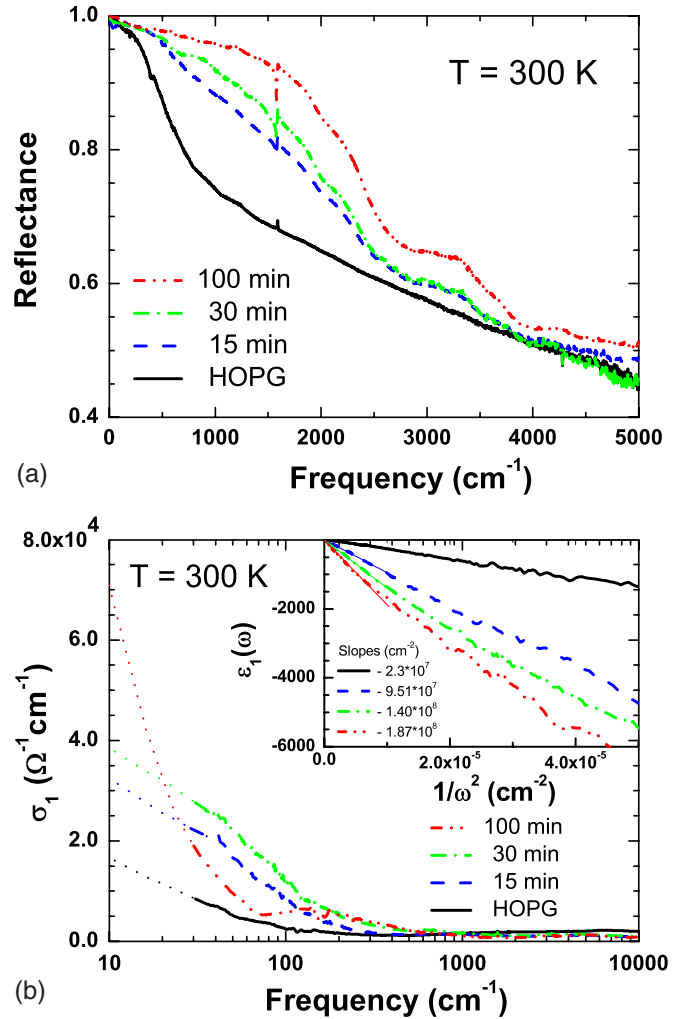 1.0
0.8
0.6
0.4
Reflectance
T = 300 K
100 min
30 min
15 min
HOPG
0 1000 2000 3000 4000 5000
Frequency (cm⁻¹)
(a)
8.0x10⁴
6.0
4.0
2.0
0.0
σ₁ (Ω⁻¹cm⁻¹)
T = 300 K
-2000
-4000
-6000
ε₁(ω)
Slopes (cm⁻²)
- 2.3*10⁷
- 9.51*10⁷
- 1.40*10⁸
- 1.87*10⁸
0.0 2.0x10⁻⁵ 4.0x10⁻⁵
1/ω² (cm⁻²)
100 min
30 min
15 min
HOPG
10 100 1000 10000
Frequency (cm⁻¹)
(b)